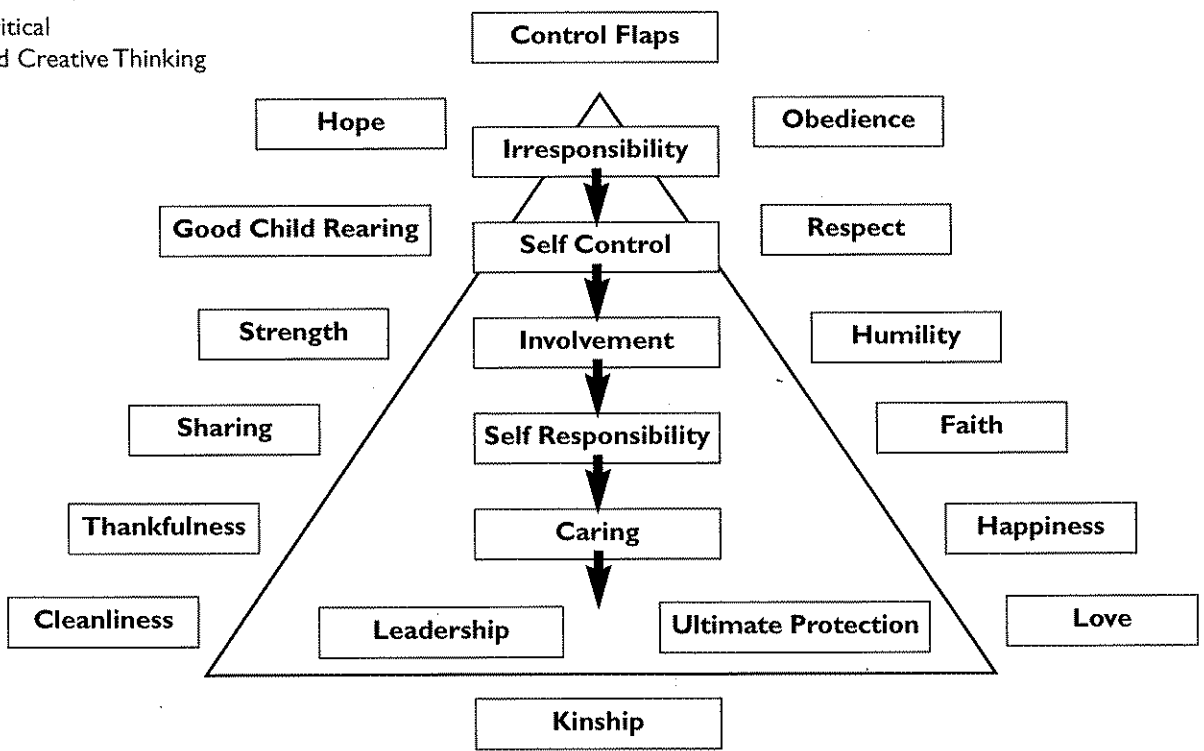 itical
d Creative Thinking
Control Flaps
Hope
Obedience
Irresponsibility
Good Child Rearing
Respect
Self Control
Strength
Humility
Involvement
Sharing
Faith
Self Responsibility
Thankfulness
Happiness
Caring
Cleanliness
Love
Leadership
Ultimate Protection
Kinship